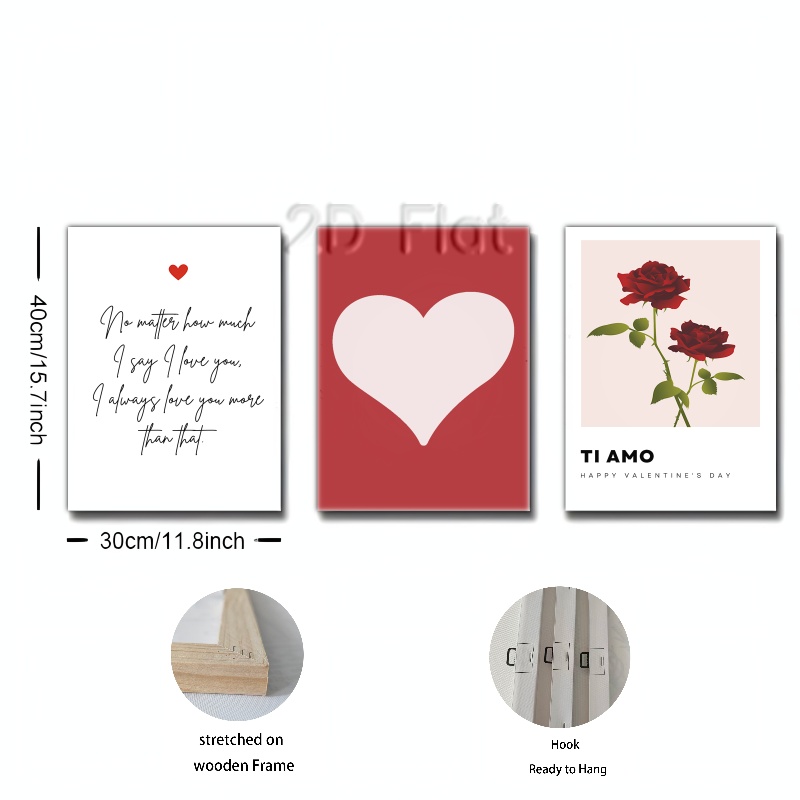 2D Flat
40cm/15.7inch
No matter how much
I say I love you,
I always love you more
than that.
TI AMO
HAPPY VALENTINE'S DAY
30cm/11.8inch
stretched on
wooden Frame
Hook
Ready to Hang